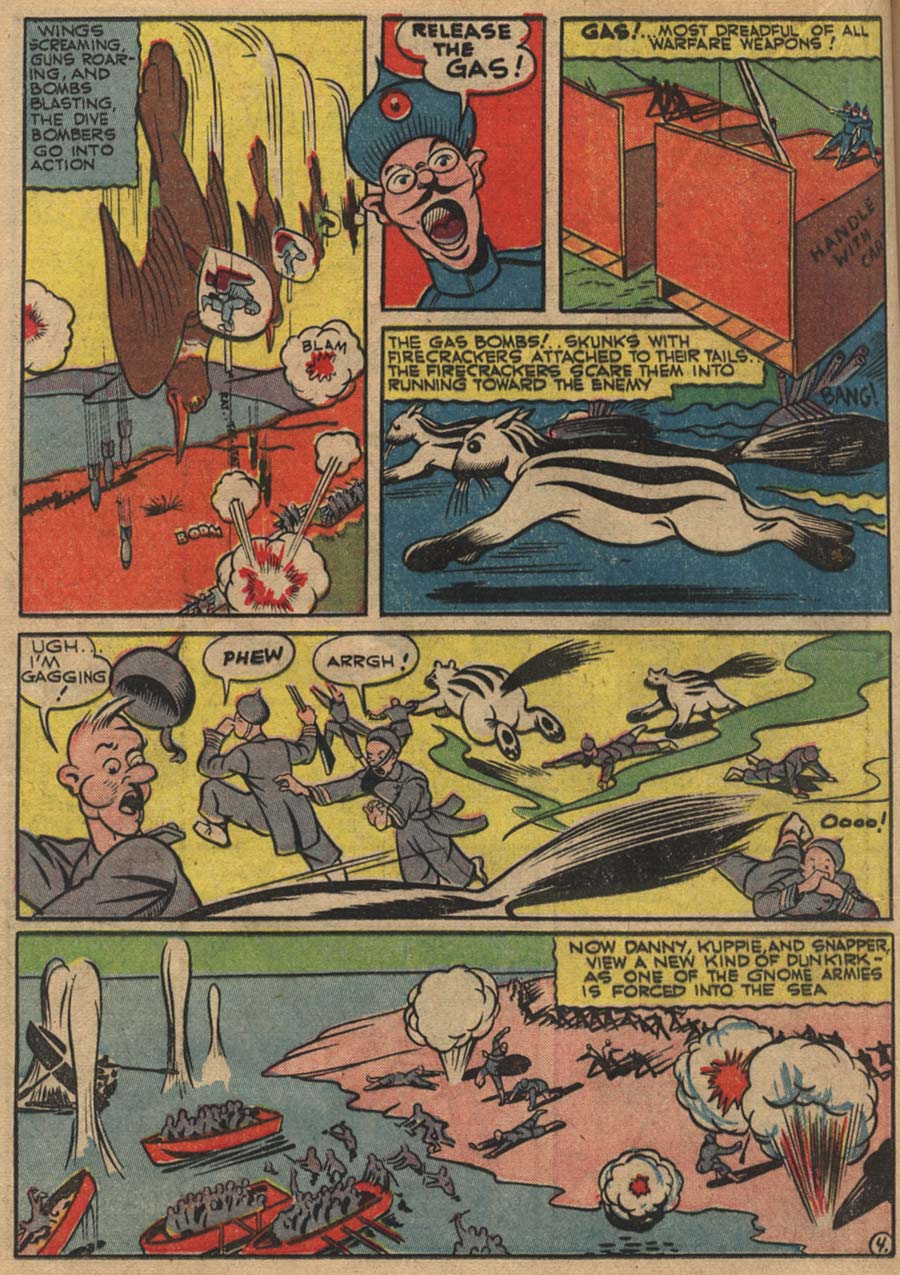 WINGS
SCREAMING,
GUNS ROAR-
ING, AND
BOMBS
BLASTING,
THE DIVE
BOMBERS
GO INTO
ACTION
BLAM
BOOM
RELEASE
THE
GAS!
GAS!...MOST DREADFUL OF ALL
WARFARE WEAPONS!
HANDLE
WITH
CAR
THE GAS BOMBS!.. SKUNKS WITH
FIRECRACKERS ATTACHED TO THEIR TAILS..
THE FIRECRACKERS SCARE THEM INTO
RUNNING TOWARD THE ENEMY
BANG!
UGH...
I'M
GAGGING
!
PHEW
ARRGH!
OOOO!
NOW DANNY, KUPPIE, AND SNAPPER,
VIEW A NEW KIND OF DUNKIRK-
AS ONE OF THE GNOME ARMIES
IS FORCED INTO THE SEA
4.